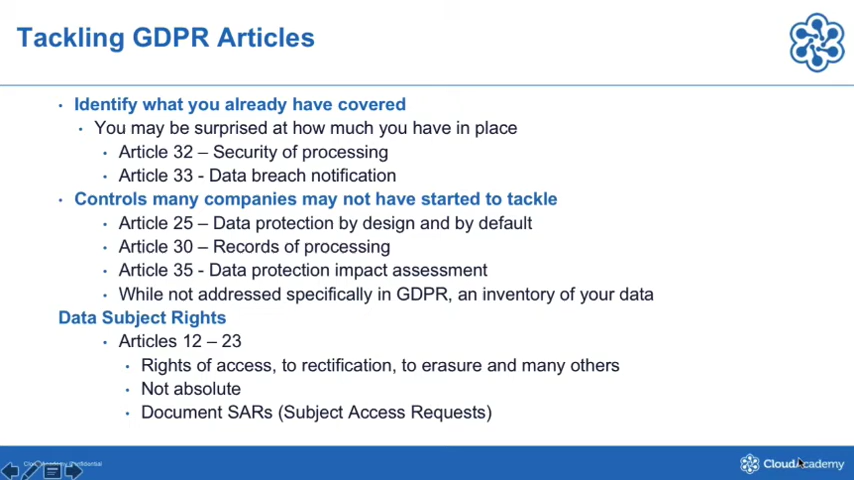 Tackling GDPR Articles
• Identify what you already have covered
• You may be surprised at how much you have in place
• Article 32 – Security of processing
• Article 33 - Data breach notification
• Controls many companies may not have started to tackle
• Article 25 – Data protection by design and by default
• Article 30 – Records of processing
• Article 35 - Data protection impact assessment
• While not addressed specifically in GDPR, an inventory of your data
Data Subject Rights
• Articles 12 – 23
• Rights of access, to rectification, to erasure and many others
• Not absolute
• Document SARs (Subject Access Requests)
CloudAcademy Confidential
CloudAcademy